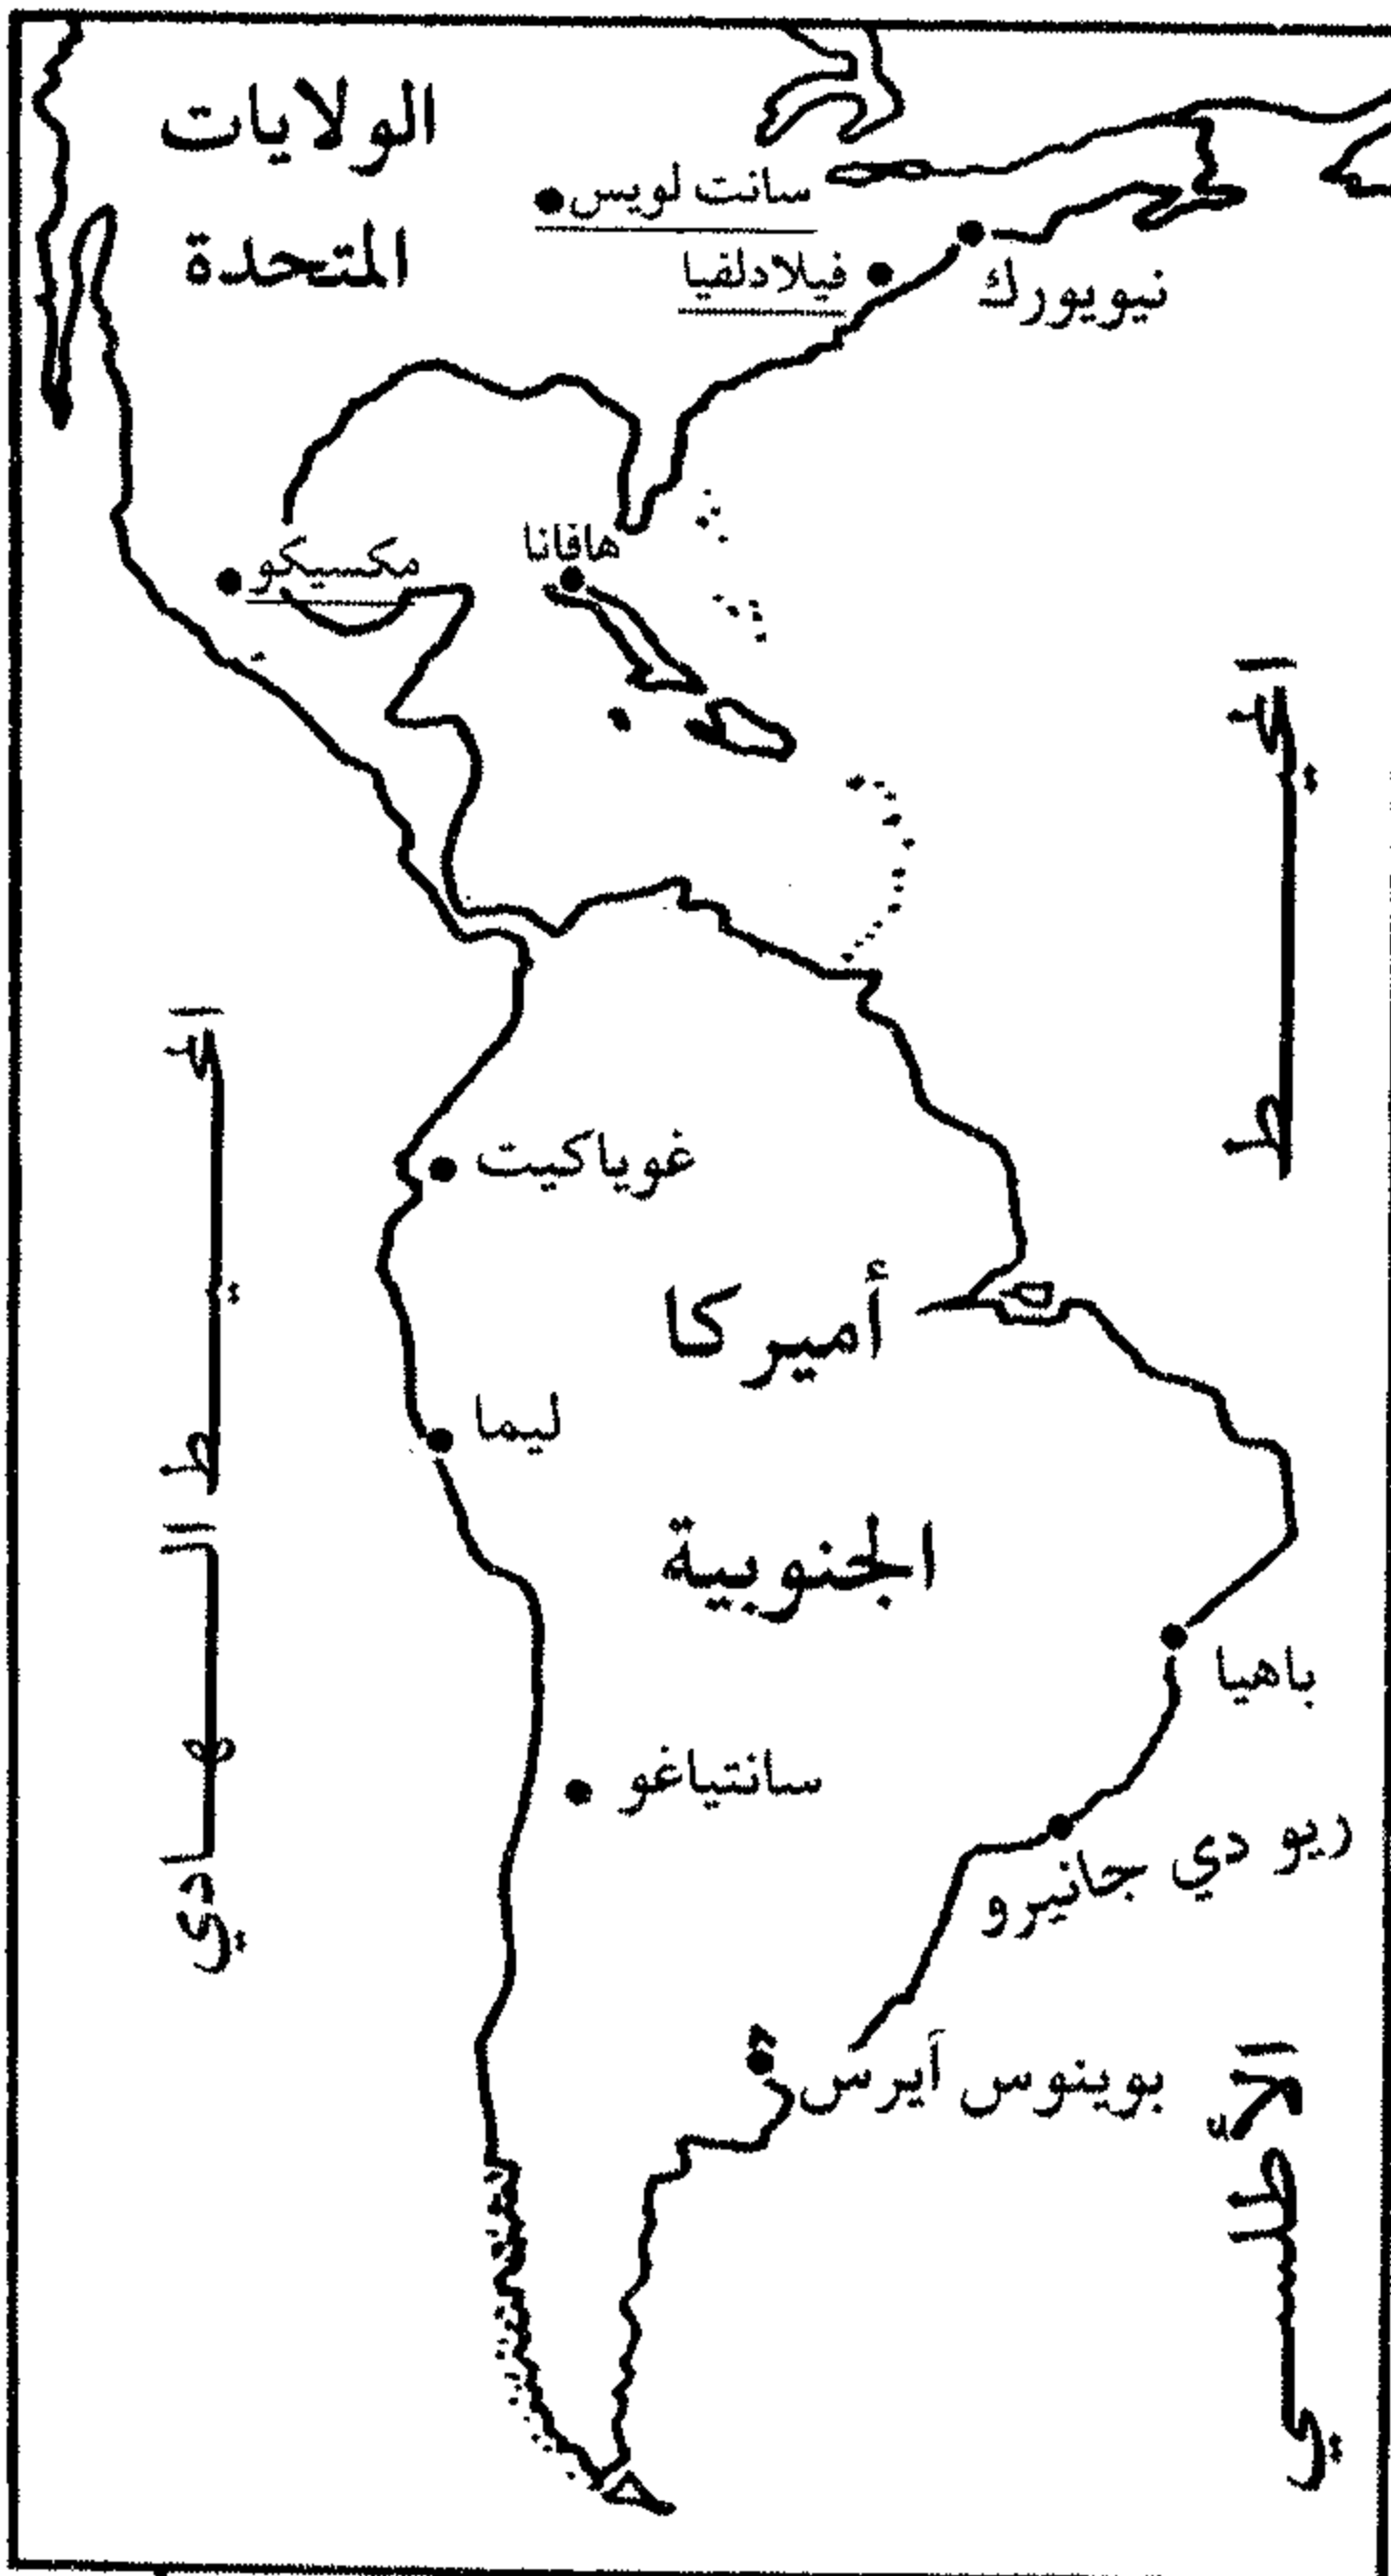 الولايات
المتحدة
سانت لويس
فيلادلفيا
نيويورك
مكسيكو
هافانا
المحيط
الأطلسي
غوياكيت
أميركا
ليما
الجنوبية
المحيط
الهادي
باهيا
سانتياغو
ريو دي جانيرو
بوينوس آيرس